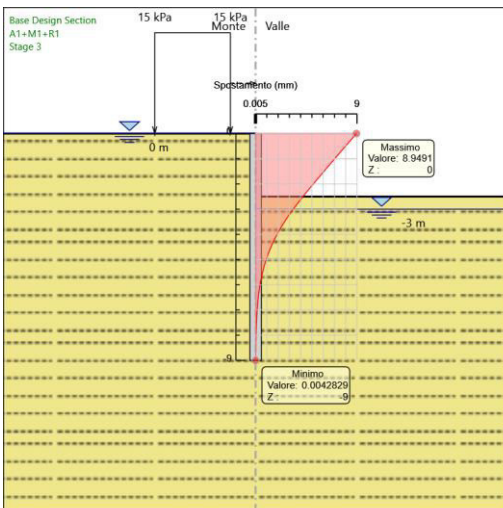 Base Design Section
A1+M1+R1
Stage 3
15 kPa
15 kPa
Monte
Valle
Spostamento (mm)
0.005
9
0 m
Massimo
Valore: 8.9491
Z : 0
-3 m
-9
Minimo
Valore: 0.0042829
Z : -9